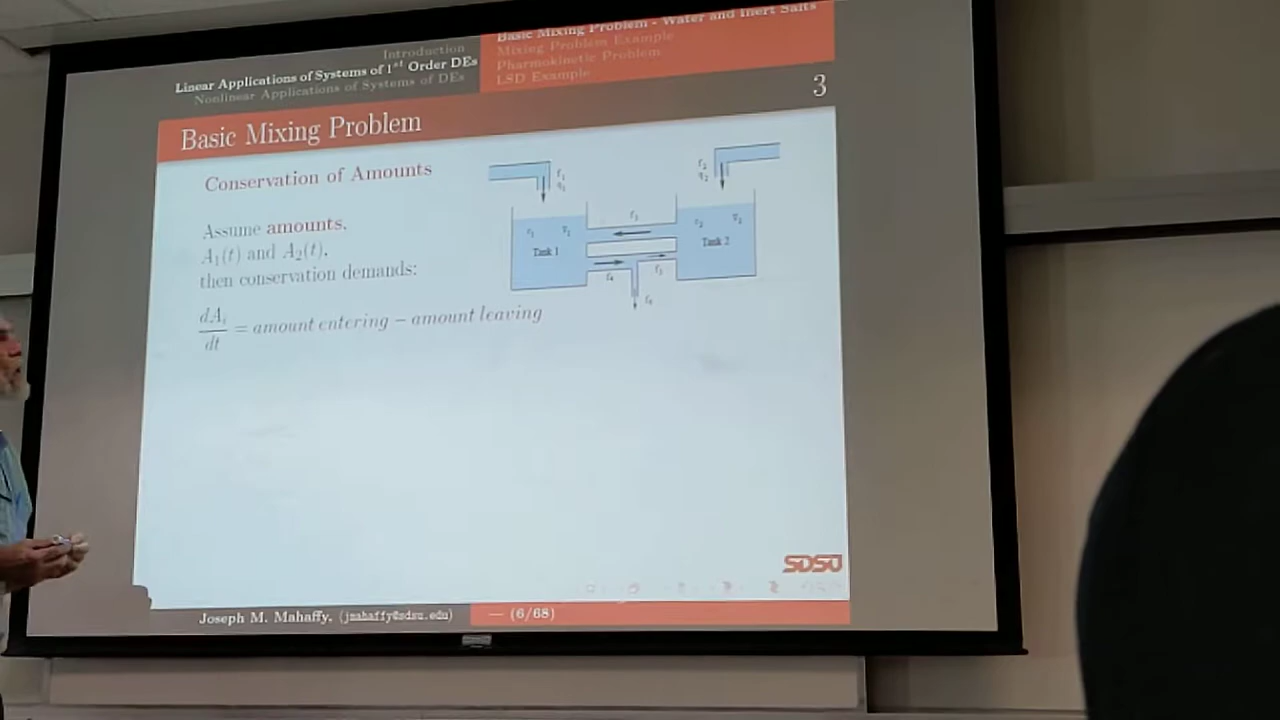 Introduction
Linear Applications of Systems of 1st Order DEs
Nonlinear Applications of Systems of DEs
Basic Mixing Problem - Water and Inert Salts
Mixing Problem Example
Pharmokinetic Problem
LSD Example
3
Basic Mixing Problem
Conservation of Amounts
Assume amounts,
A₁(t) and A₂(t),
then conservation demands:
dAᵢ/dt = amount entering − amount leaving
Tank 1
Tank 2
SDSU
Joseph M. Mahaffy, ⟨jmahaffy@sdsu.edu⟩
— (6/68)